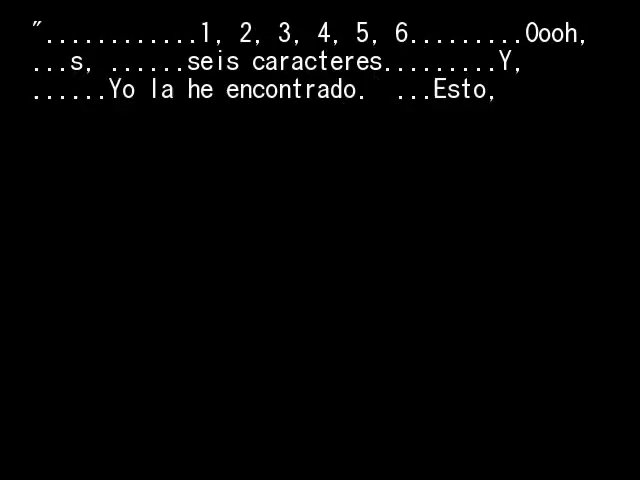 "............1, 2, 3, 4, 5, 6.........Oooh,
...s, ......seis caracteres.........Y,
......Yo la he encontrado.  ...Esto,